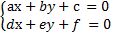 ax + by + c = 0
dx + ey + f = 0